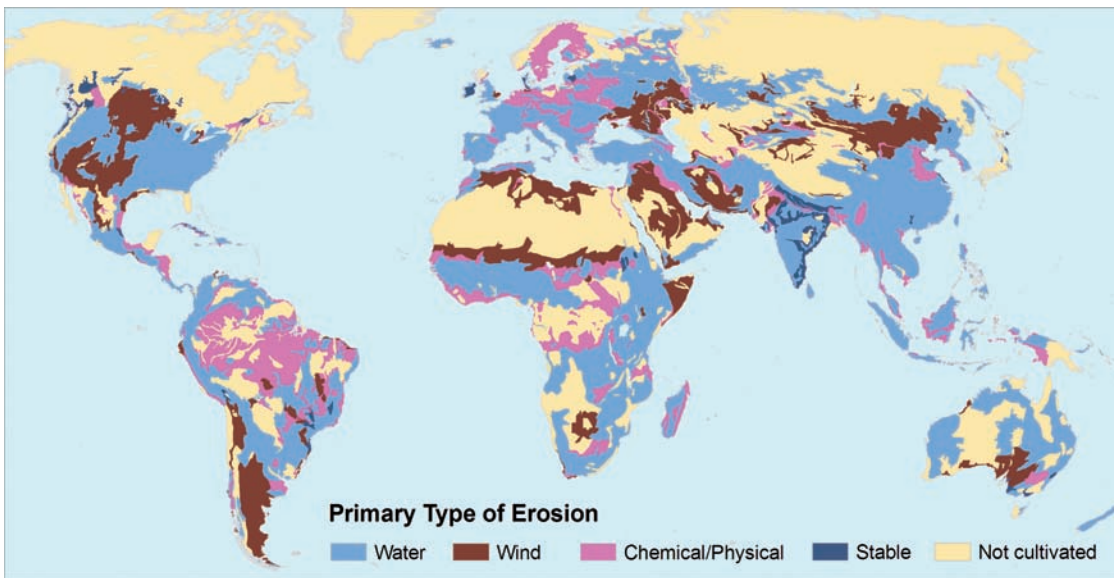 Primary Type of Erosion
Water Wind Chemical/Physical Stable Not cultivated